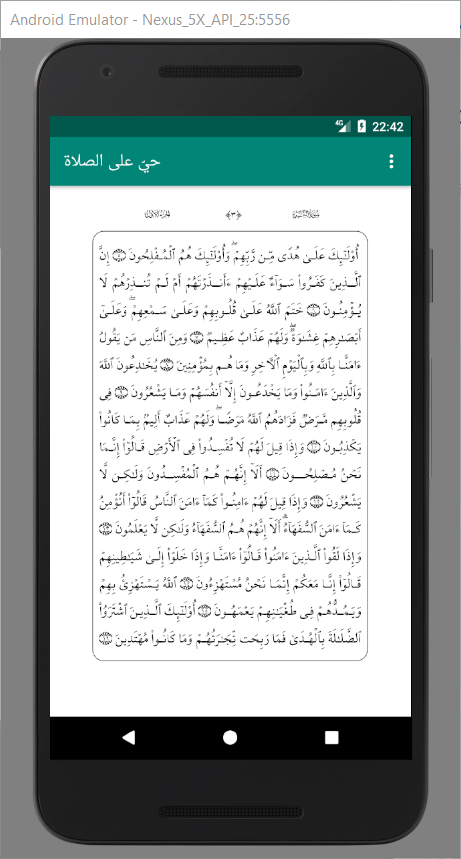 Android Emulator - Nexus_5X_API_25:5556
4G 22:42
حيّ على الصلاة
﴿٣﴾
أُوْلَـٰٓئِكَ عَلَىٰ هُدًى مِّن رَّبِّهِمْ ۖ وَأُوْلَـٰٓئِكَ هُمُ ٱلْمُفْلِحُونَ إِنَّ
ٱلَّذِينَ كَفَرُواْ سَوَآءٌ عَلَيْهِمْ ءَأَنذَرْتَهُمْ أَمْ لَمْ تُنذِرْهُمْ لَا
يُؤْمِنُونَ خَتَمَ ٱللَّهُ عَلَىٰ قُلُوبِهِمْ وَعَلَىٰ سَمْعِهِمْ ۖ وَعَلَىٰٓ
أَبْصَـٰرِهِمْ غِشَـٰوَةٌ ۖ وَلَهُمْ عَذَابٌ عَظِيمٌ وَمِنَ ٱلنَّاسِ مَن يَقُولُ
ءَامَنَّا بِٱللَّهِ وَبِٱلْيَوْمِ ٱلْأَخِرِ وَمَا هُم بِمُؤْمِنِينَ يُخَـٰدِعُونَ ٱللَّهَ
وَٱلَّذِينَ ءَامَنُواْ وَمَا يَخْدَعُونَ إِلَّآ أَنفُسَهُمْ وَمَا يَشْعُرُونَ فِى
قُلُوبِهِم مَّرَضٌ فَزَادَهُمُ ٱللَّهُ مَرَضًا ۖ وَلَهُمْ عَذَابٌ أَلِيمٌۢ بِمَا كَانُواْ
يَكْذِبُونَ وَإِذَا قِيلَ لَهُمْ لَا تُفْسِدُواْ فِى ٱلْأَرْضِ قَالُوٓاْ إِنَّمَا
نَحْنُ مُصْلِحُونَ أَلَآ إِنَّهُمْ هُمُ ٱلْمُفْسِدُونَ وَلَـٰكِن لَّا
يَشْعُرُونَ وَإِذَا قِيلَ لَهُمْ ءَامِنُواْ كَمَآ ءَامَنَ ٱلنَّاسُ قَالُوٓاْ أَنُؤْمِنُ
كَمَآ ءَامَنَ ٱلسُّفَهَآءُ ۗ أَلَآ إِنَّهُمْ هُمُ ٱلسُّفَهَآءُ وَلَـٰكِن لَّا يَعْلَمُونَ
وَإِذَا لَقُواْ ٱلَّذِينَ ءَامَنُواْ قَالُوٓاْ ءَامَنَّا وَإِذَا خَلَوْاْ إِلَىٰ شَيَـٰطِينِهِمْ
قَالُوٓاْ إِنَّا مَعَكُمْ إِنَّمَا نَحْنُ مُسْتَهْزِءُونَ ٱللَّهُ يَسْتَهْزِئُ بِهِمْ
وَيَمُدُّهُمْ فِى طُغْيَـٰنِهِمْ يَعْمَهُونَ أُوْلَـٰٓئِكَ ٱلَّذِينَ ٱشْتَرَوُاْ
ٱلضَّلَـٰلَةَ بِٱلْهُدَىٰ فَمَا رَبِحَت تِّجَـٰرَتُهُمْ وَمَا كَانُواْ مُهْتَدِينَ